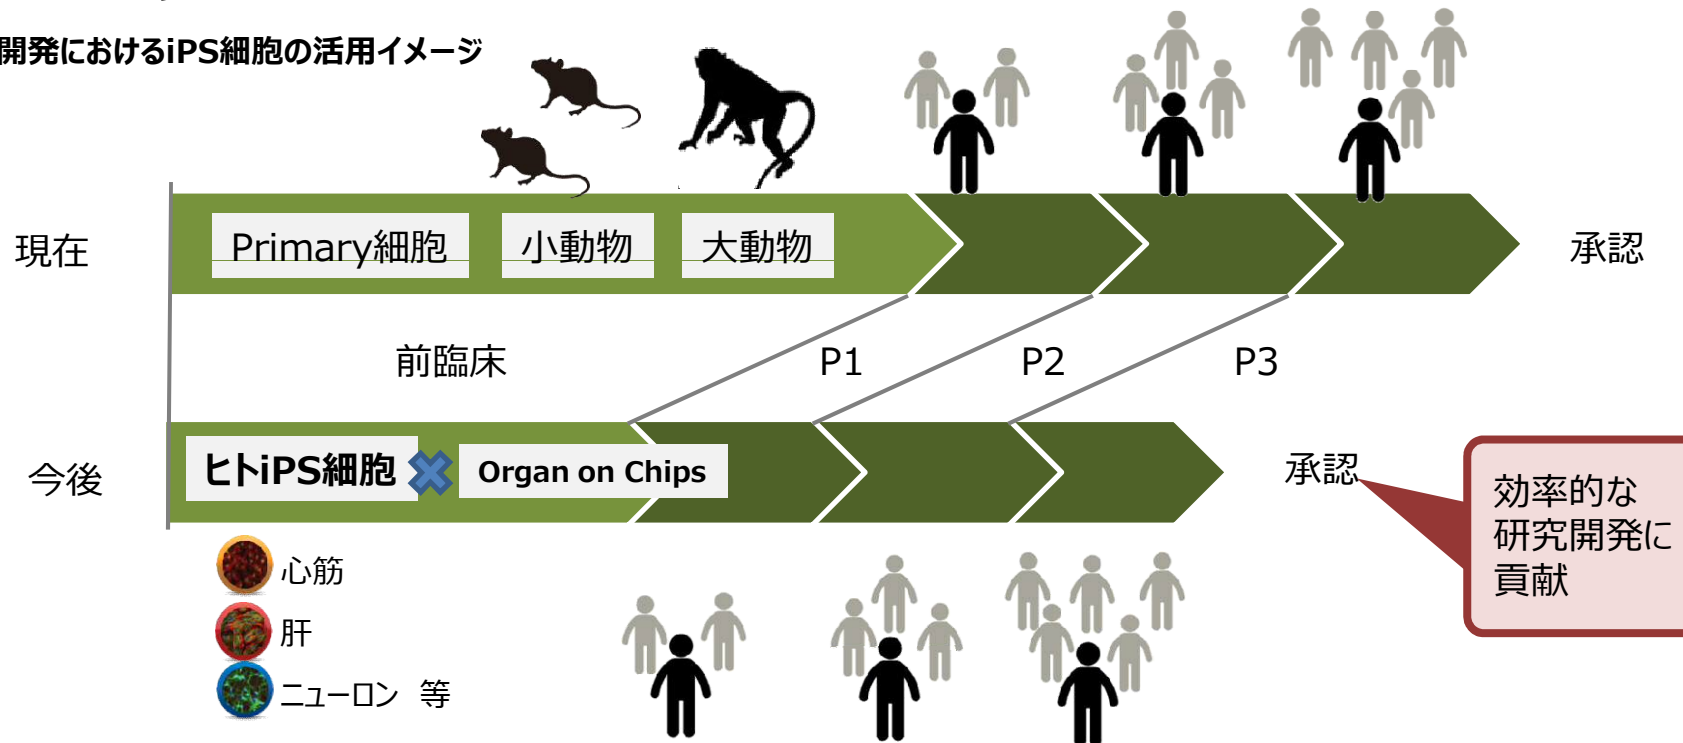 開発におけるiPS細胞の活用イメージ
現在
Primary細胞
小動物
大動物
承認
前臨床
P1
P2
P3
今後
ヒトiPS細胞
Organ on Chips
承認
効率的な
研究開発に
貢献
心筋
肝
ニューロン 等